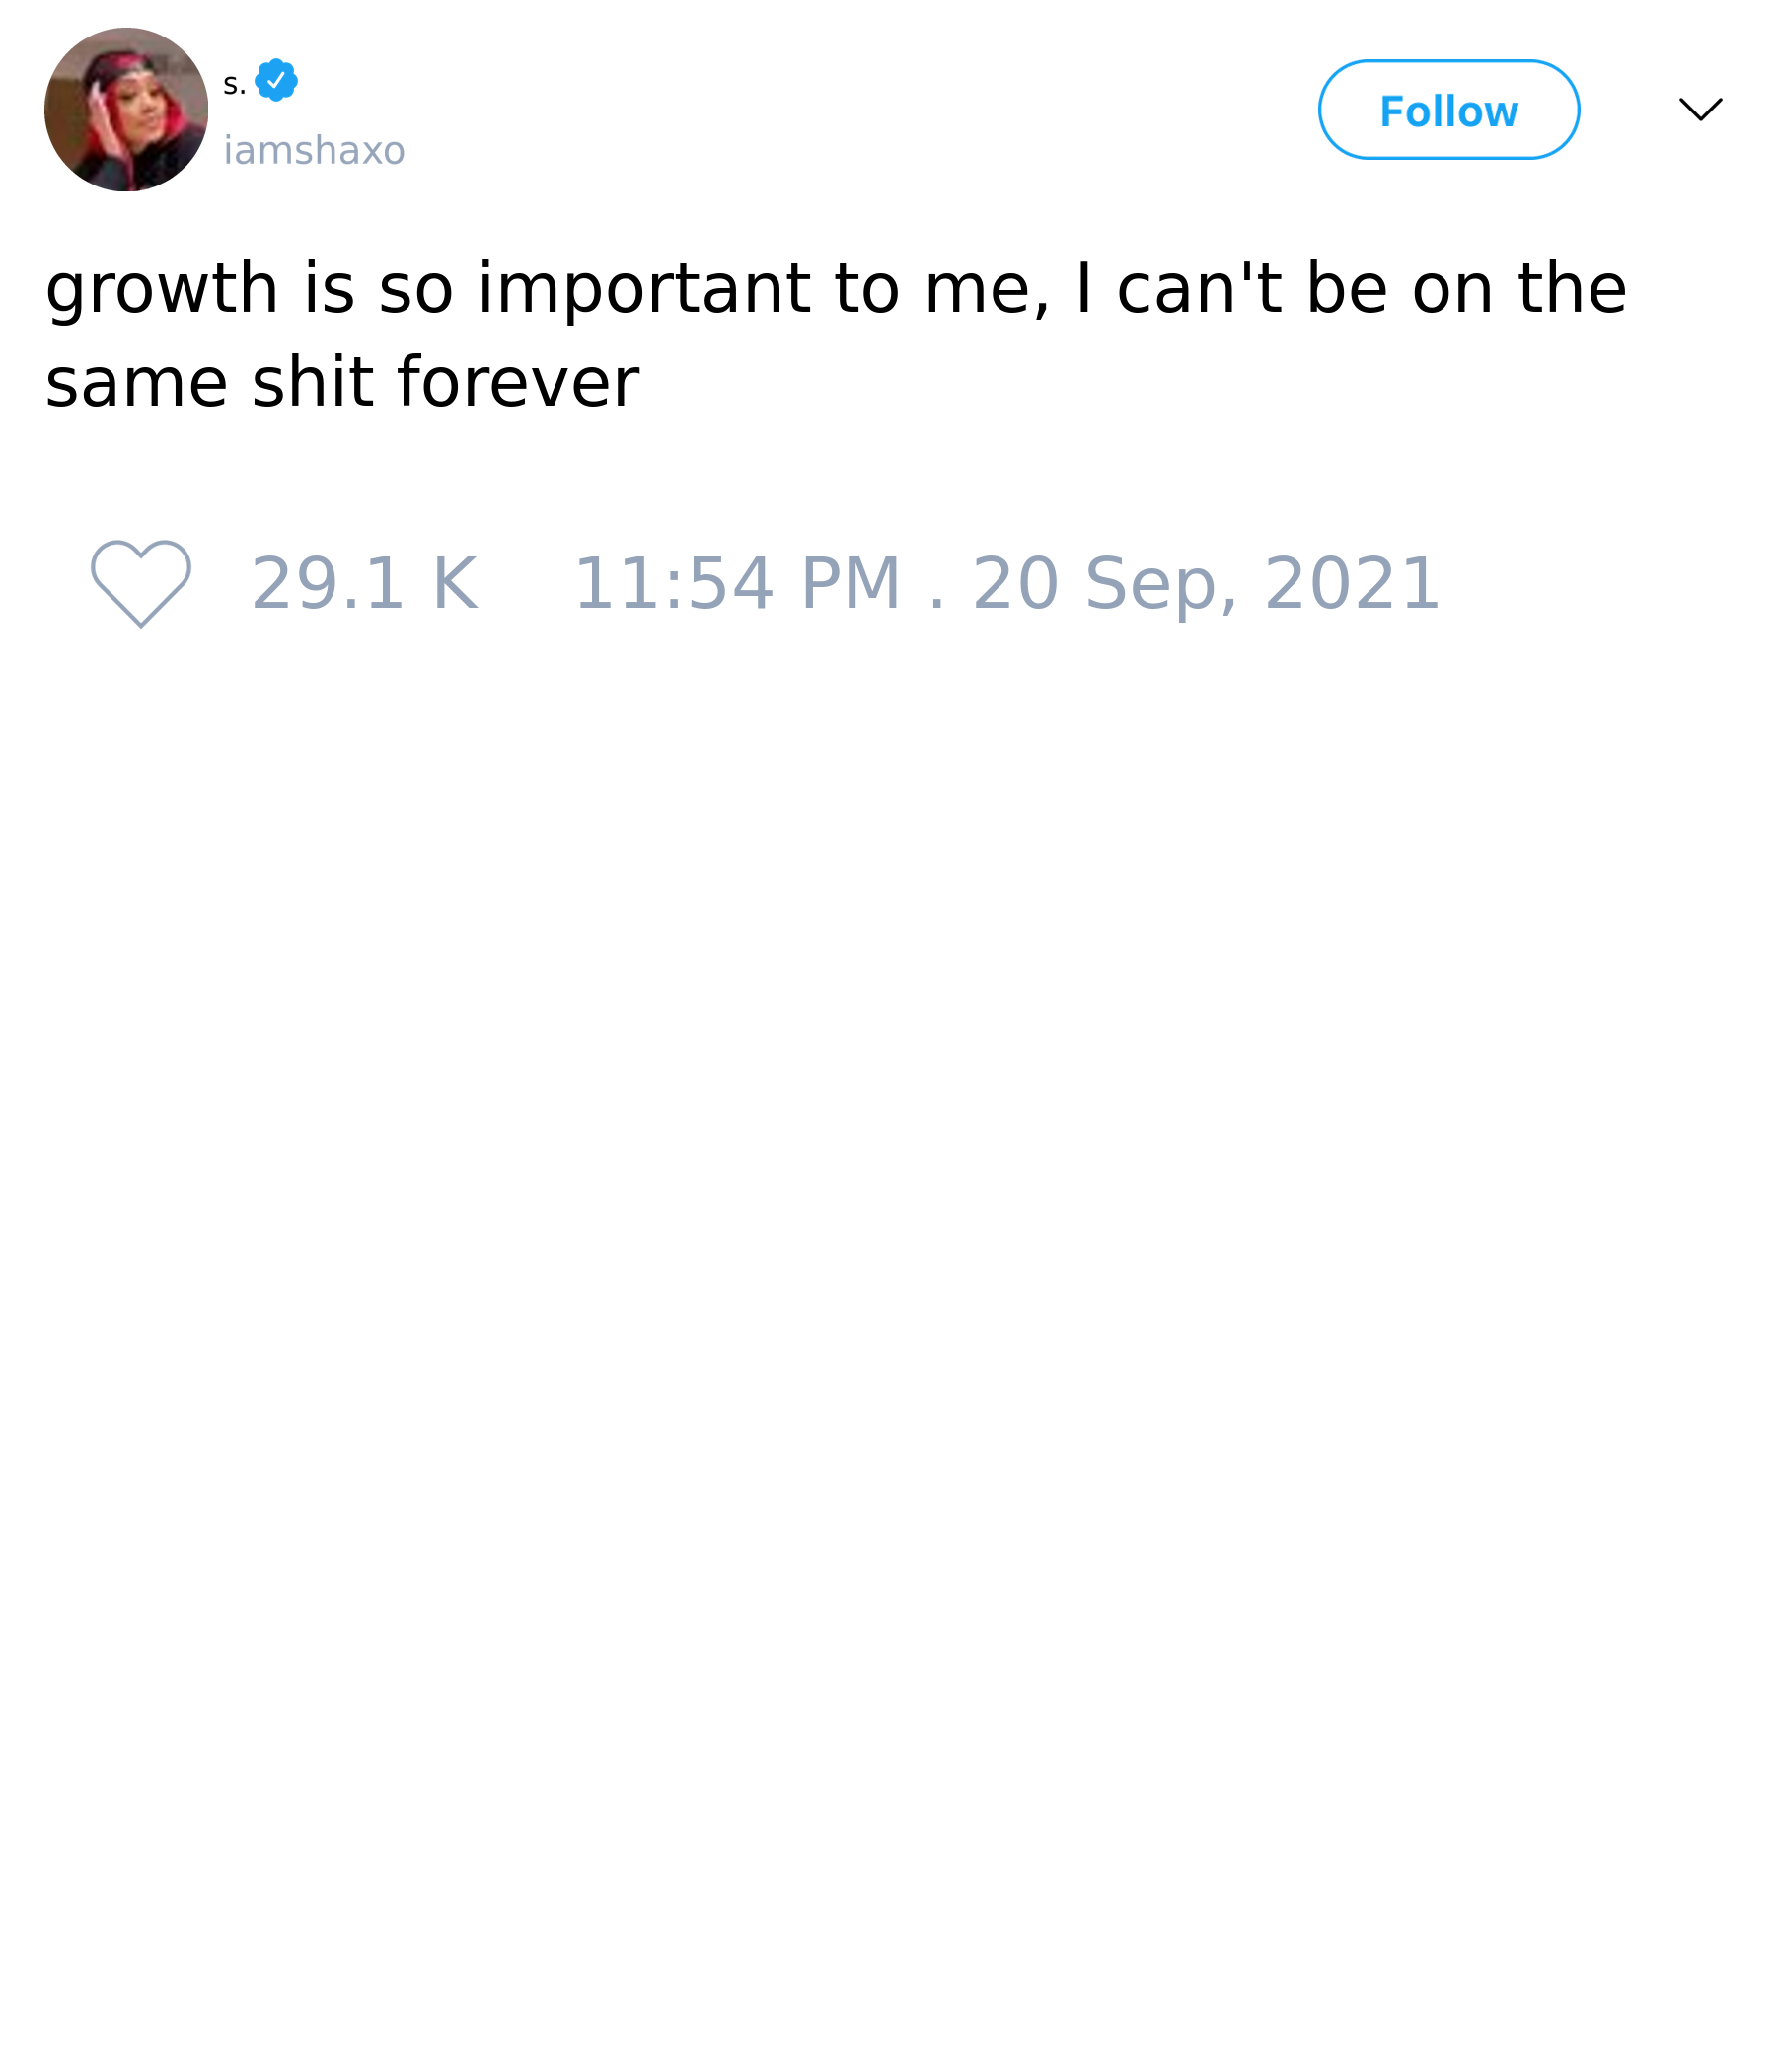 s.
iamshaxo
Follow
growth is so important to me, I can't be on the
same shit forever
29.1 K 11:54 PM . 20 Sep, 2021